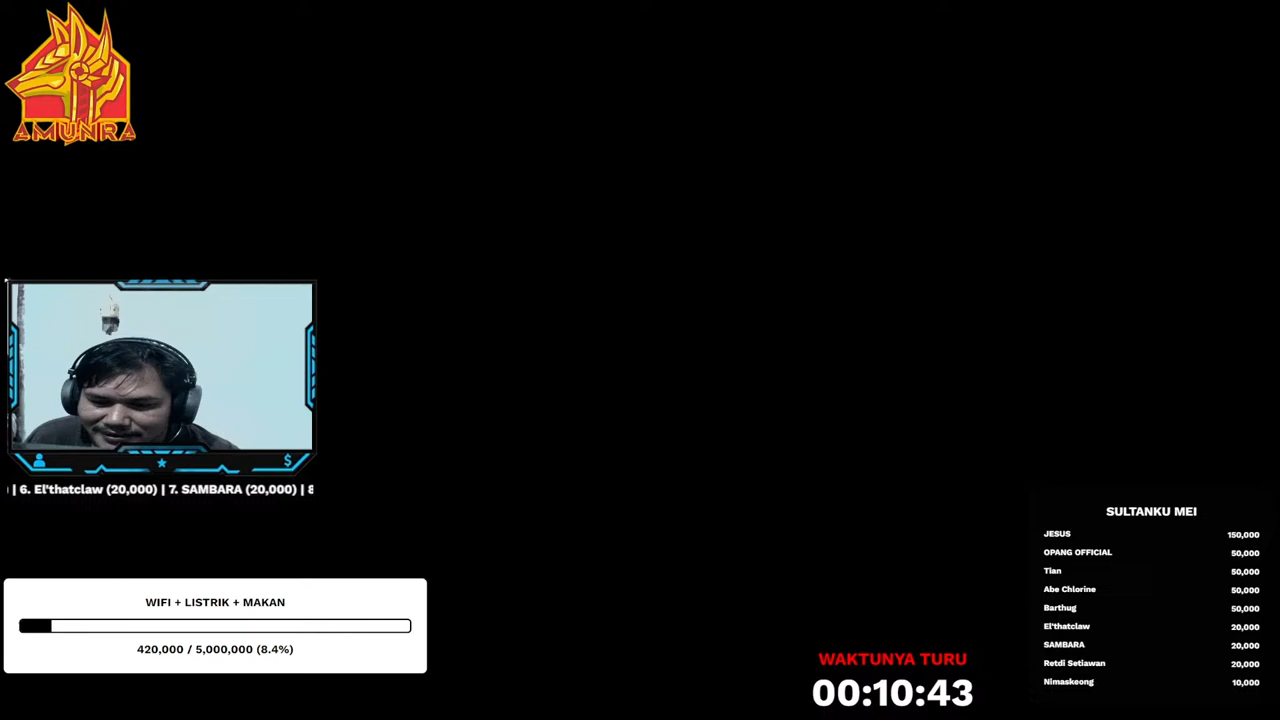 AMUNRA
| 6. El'thatclaw (20,000) | 7. SAMBARA (20,000) | 8
WIFI + LISTRIK + MAKAN
420,000 / 5,000,000 (8.4%)
WAKTUNYA TURU
00:10:43
SULTANKU MEI
JESUS 150,000
OPANG OFFICIAL 50,000
Tian 50,000
Abe Chlorine 50,000
Barthug 50,000
El'thatclaw 20,000
SAMBARA 20,000
Retdi Setiawan 20,000
Nimaskeong 10,000